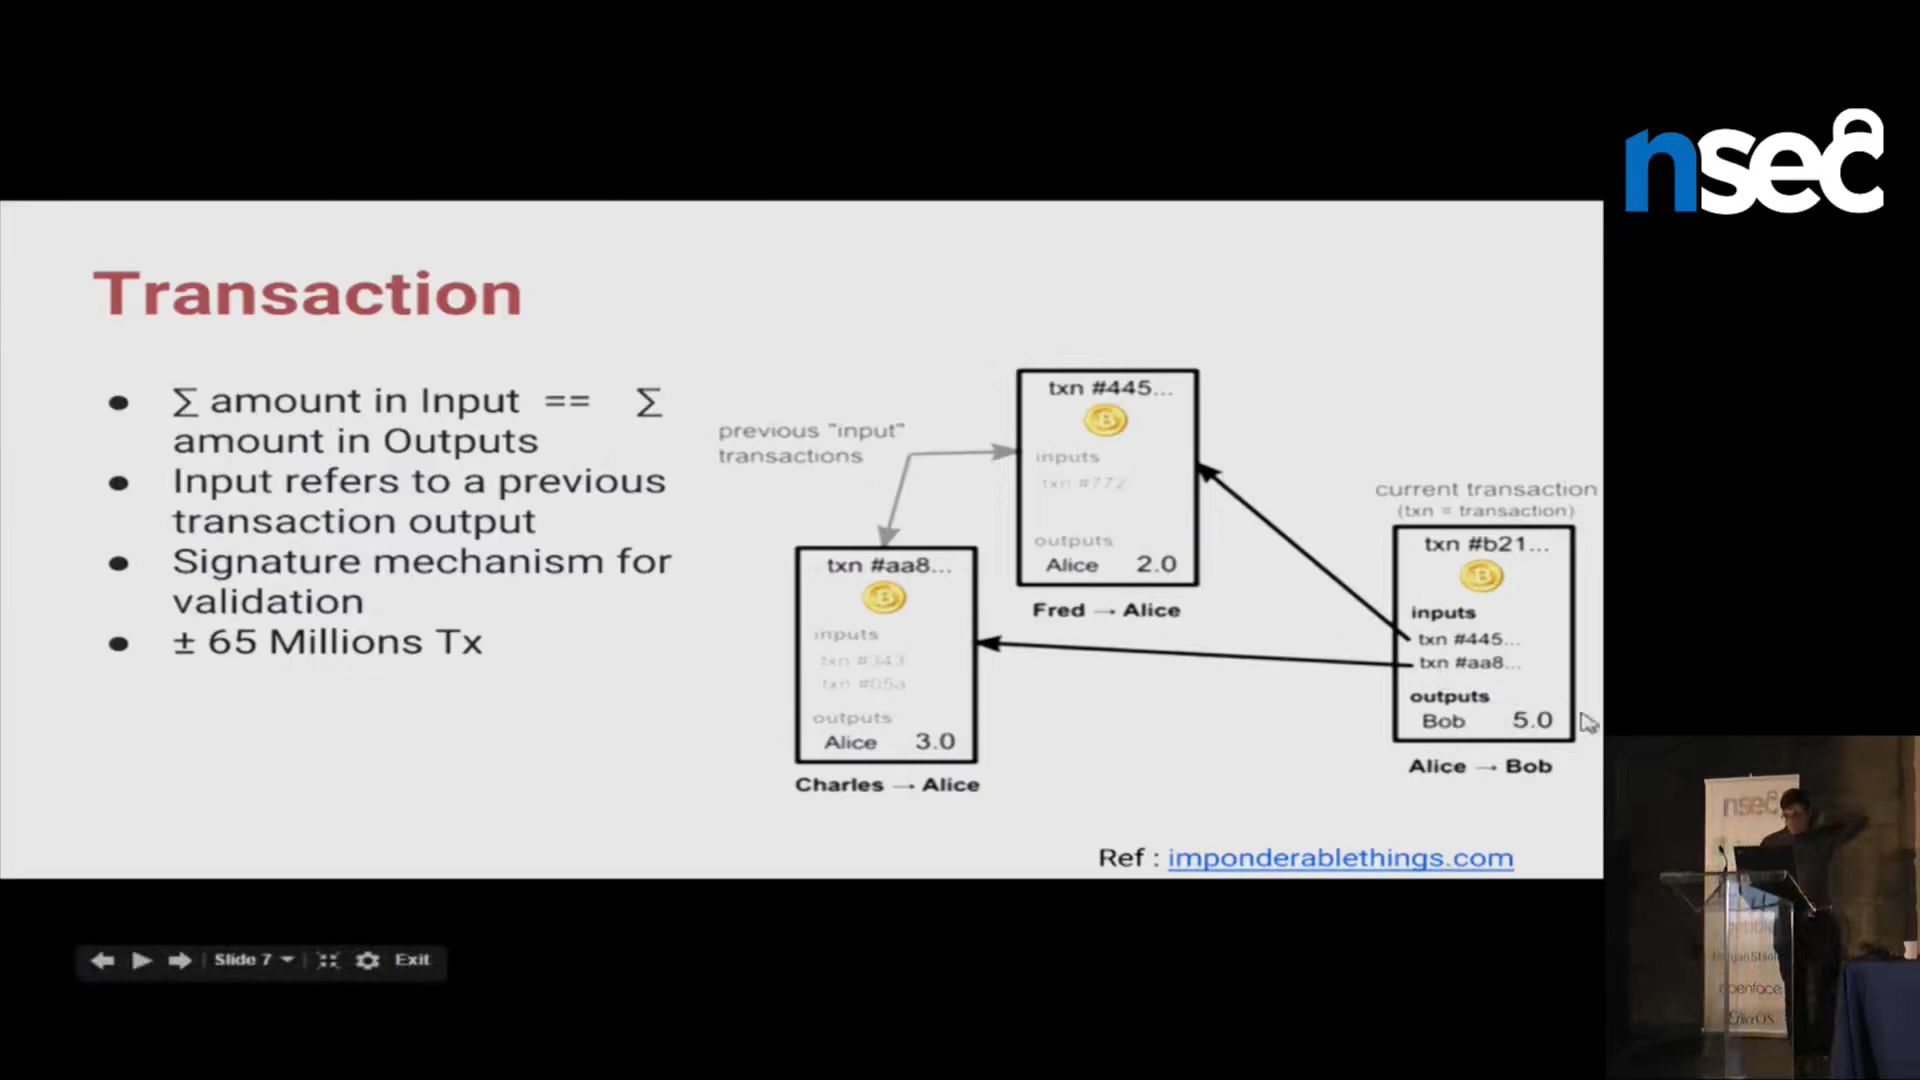 nsec
Transaction
● ∑ amount in Input == ∑
amount in Outputs
● Input refers to a previous
transaction output
● Signature mechanism for
validation
● ± 65 Millions Tx
previous "input"
transactions
txn #445...
inputs
txn #772
outputs
Alice 2.0
Fred → Alice
txn #aa8...
inputs
txn #343
txn #05a
outputs
Alice 3.0
Charles → Alice
current transaction
(txn = transaction)
txn #b21...
inputs
txn #445...
txn #aa8...
outputs
Bob 5.0
Alice → Bob
Ref : imponderablethings.com
Slide 7
Exit
nsec
openface
EfficiOS